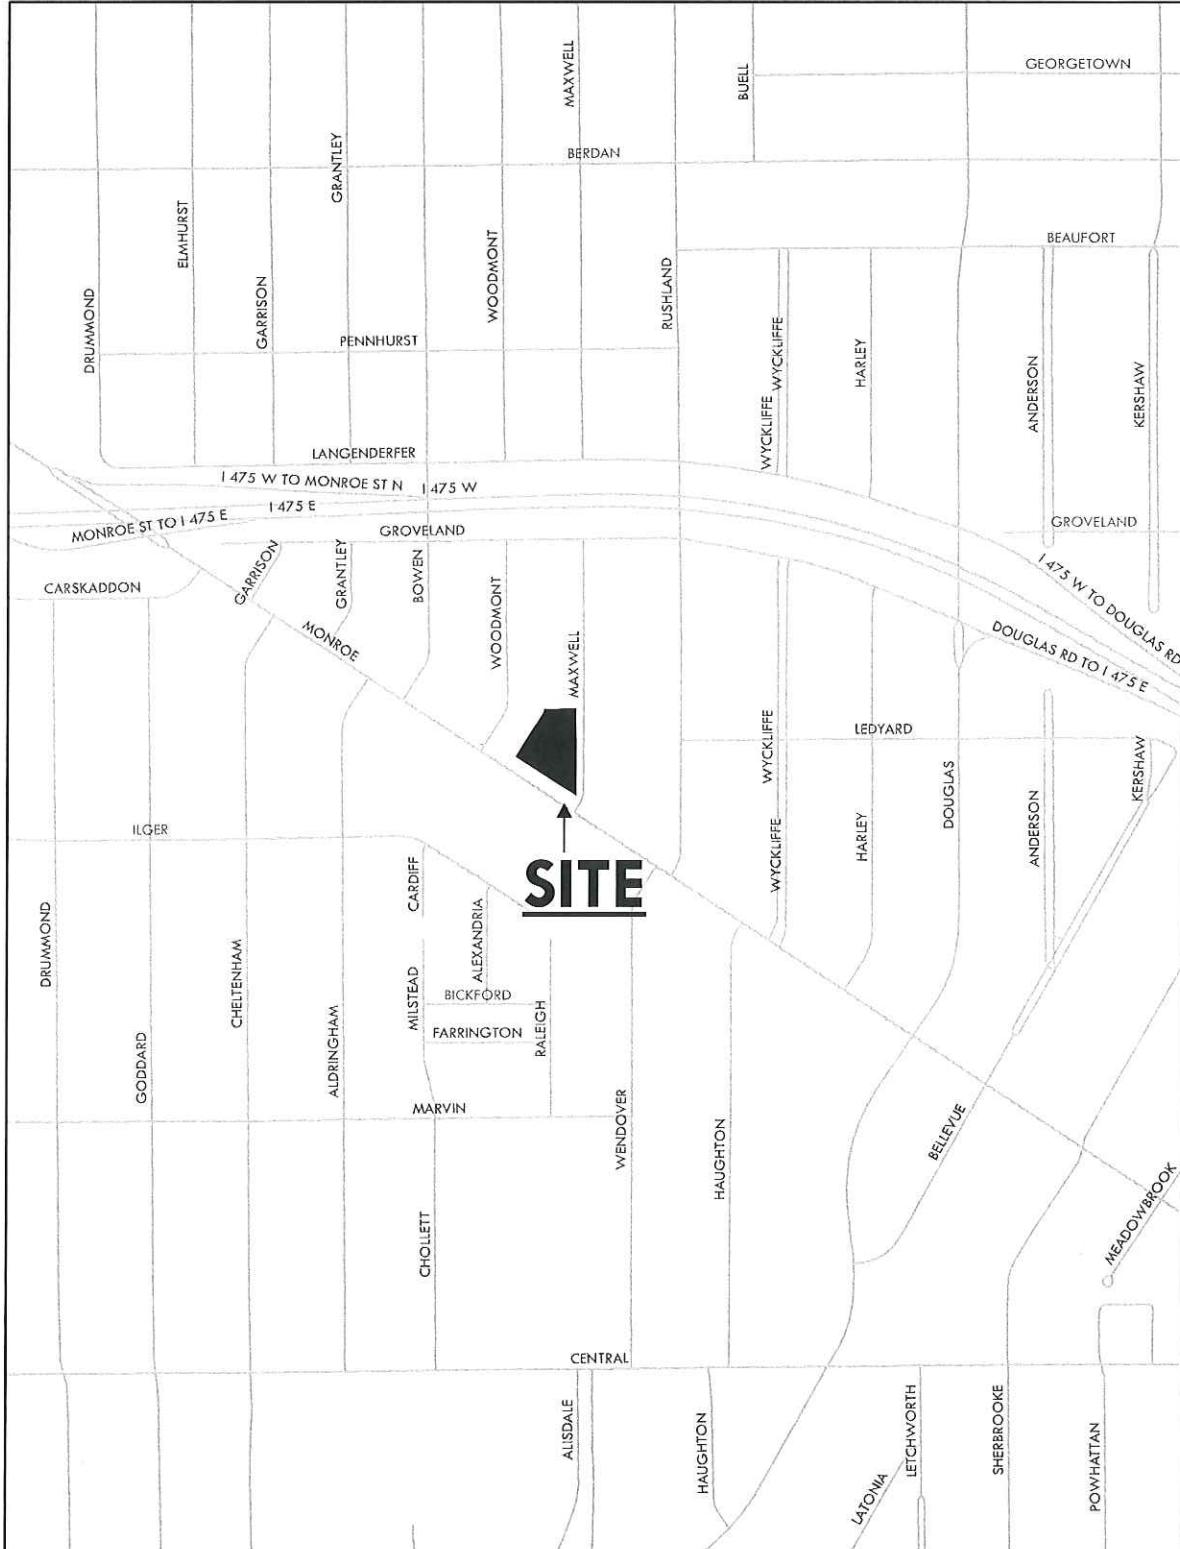 GEORGETOWN
MAXWELL
BUELL
BERDAN
GRANTLEY
ELMHURST
BEAUFORT
WOODMONT
RUSHLAND
GARRISON
DRUMMOND
PENNHURST
WYCKLIFFE
WYCKLIFFE
HARLEY
ANDERSON
KERSHAW
LANGENDERFER
I 475 W TO MONROE ST N
I 475 W
I 475 E
MONROE ST TO I 475 E
GROVELAND
GROVELAND
CARSKADDON
GARRISON
GRANTLEY
BOWEN
I 475 W TO DOUGLAS RD
MONROE
WOODMONT
MAXWELL
DOUGLAS RD TO I 475 E
LEDYARD
WYCKLIFFE
DOUGLAS
KERSHAW
ILGER
WYCKLIFFE
HARLEY
ANDERSON
SITE
CARDIFF
ALEXANDRIA
DRUMMOND
CHELTENHAM
MILSTEAD
BICKFORD
FARRINGTON
RALEIGH
GODDARD
ALDRINGHAM
MARVIN
WENDOVER
HAUGHTON
BELLEVUE
MEADOWBROOK
CHOLLETT
CENTRAL
ALISDALE
HAUGHTON
LETCHWORTH
SHERBROOKE
POWHATTAN
LATONIA